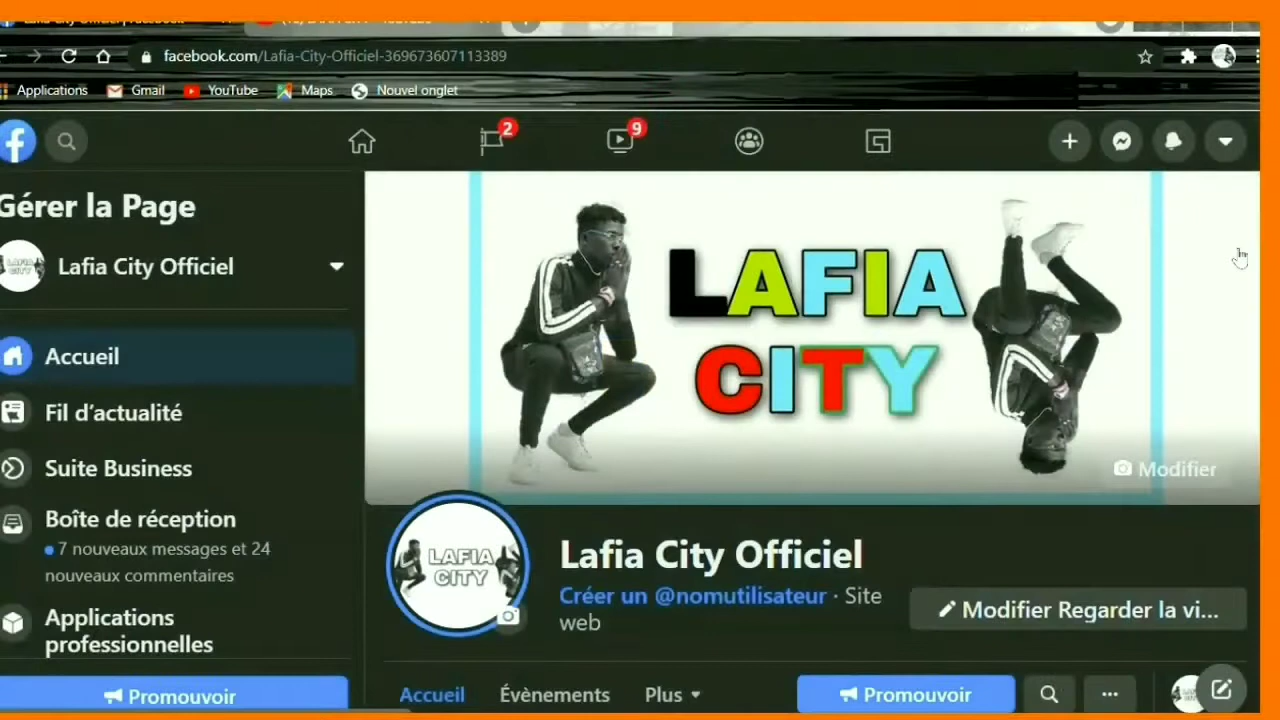 facebook.com/Lafia-City-Officiel-369673607113389
Applications Gmail YouTube Maps Nouvel onglet
2 9
Gérer la Page
Lafia City Officiel
Accueil
Fil d'actualité
Suite Business
Boîte de réception
7 nouveaux messages et 24
nouveaux commentaires
Applications
professionnelles
Promouvoir
LAFIA
CITY
Modifier
LAFIA
CITY
Lafia City Officiel
Créer un @nomutilisateur · Site
web
Modifier Regarder la vi...
Accueil Évènements Plus
Promouvoir